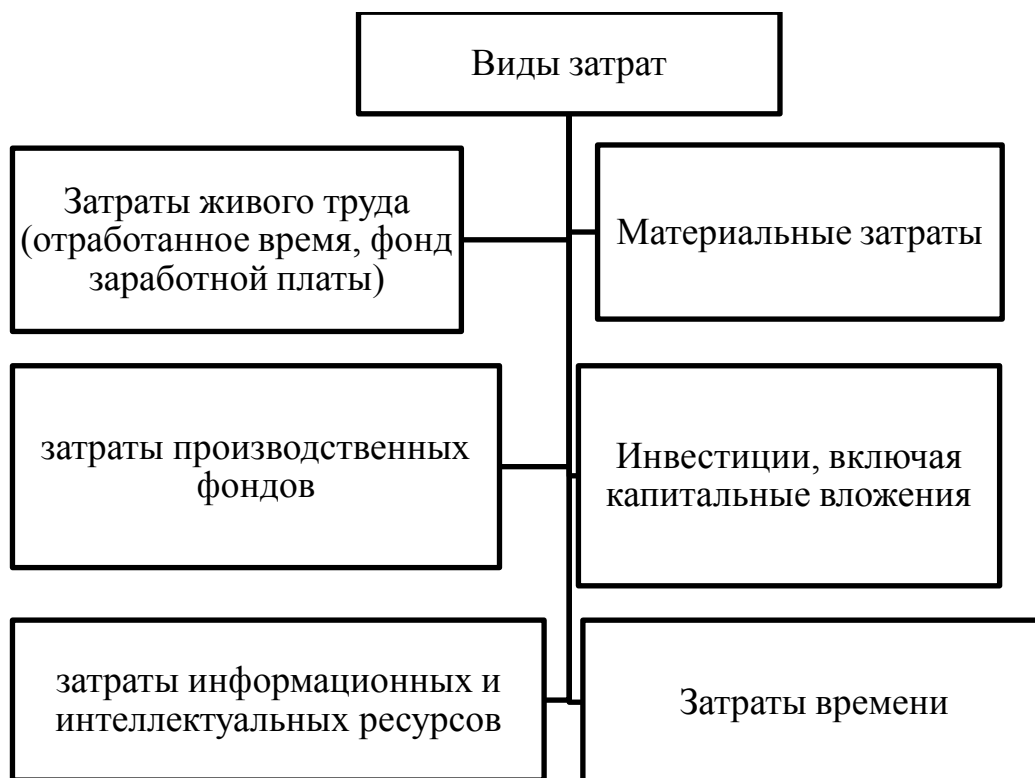 Виды затрат
Затраты живого труда
(отработанное время, фонд
заработной платы)
Материальные затраты
затраты производственных
фондов
Инвестиции, включая
капитальные вложения
затраты информационных и
интеллектуальных ресурсов
Затраты времени